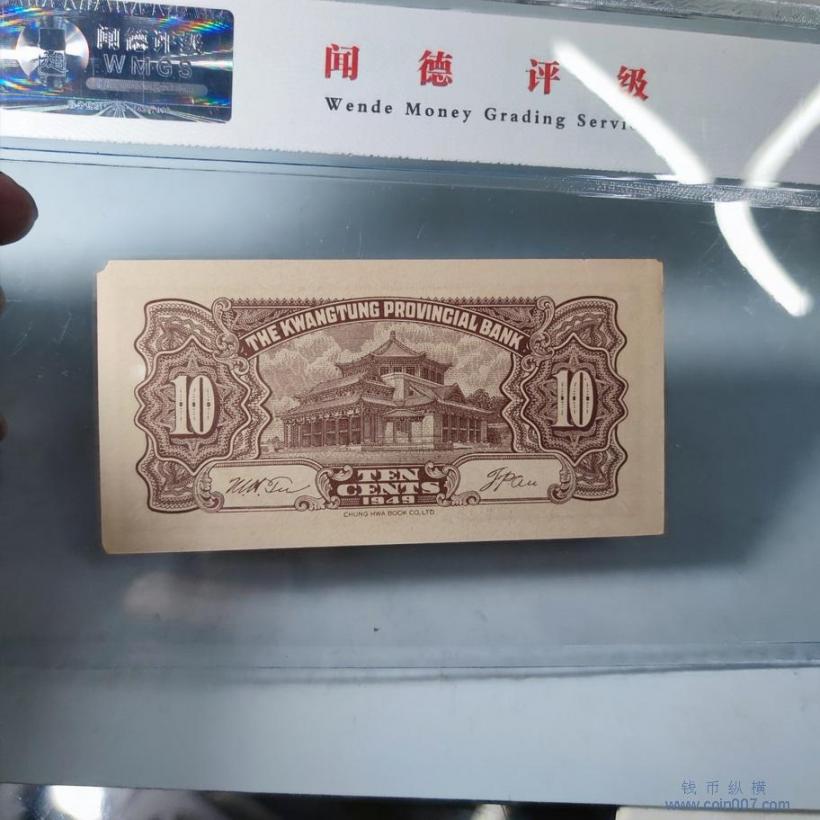 闻德评级
WMGS
闻德评级
Wende Money Grading
THE KWANGTUNG PROVINCIAL BANK
10
10
TEN
CENTS
1949
CHUNG HWA BOOK CO., LTD.
钱币纵横
www.coin007.com